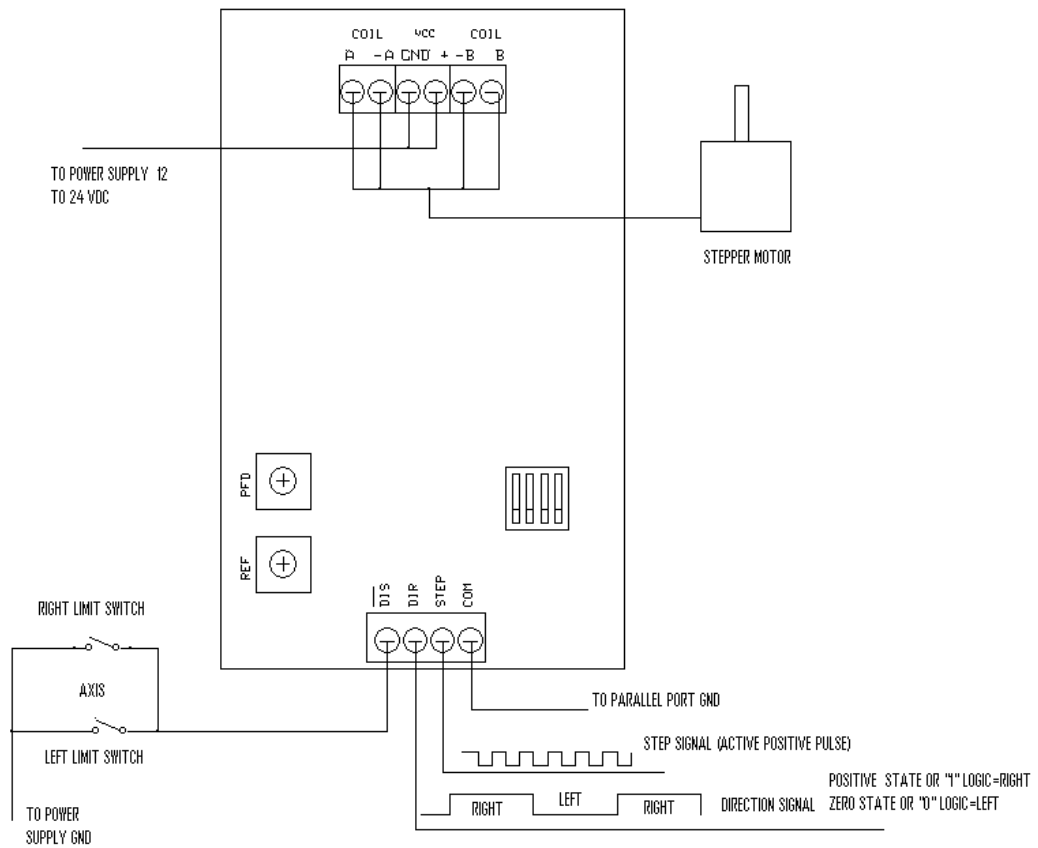 COIL VCC COIL
A -A GND + -B B
TO POWER SUPPLY 12
TO 24 VDC
STEPPER MOTOR
PFD
REF
DIS DIR STEP COM
RIGHT LIMIT SWITCH
AXIS
LEFT LIMIT SWITCH
TO POWER
SUPPLY GND
TO PARALLEL PORT GND
STEP SIGNAL (ACTIVE POSITIVE PULSE)
RIGHT LEFT RIGHT
DIRECTION SIGNAL
POSITIVE STATE OR "1" LOGIC=RIGHT
ZERO STATE OR "0" LOGIC=LEFT